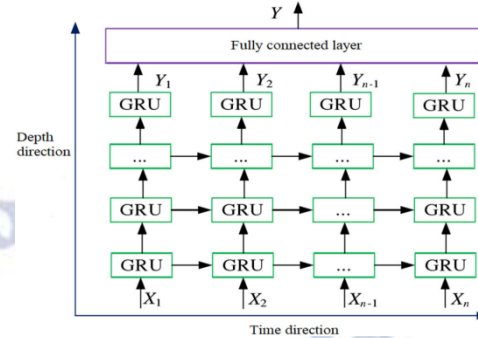 Y
Fully connected layer
Y1 Y2 Yn-1 Yn
GRU GRU GRU GRU
Depth
direction
... ... ... ...
GRU GRU ... GRU
GRU GRU ... GRU
X1 X2 Xn-1 Xn
Time direction